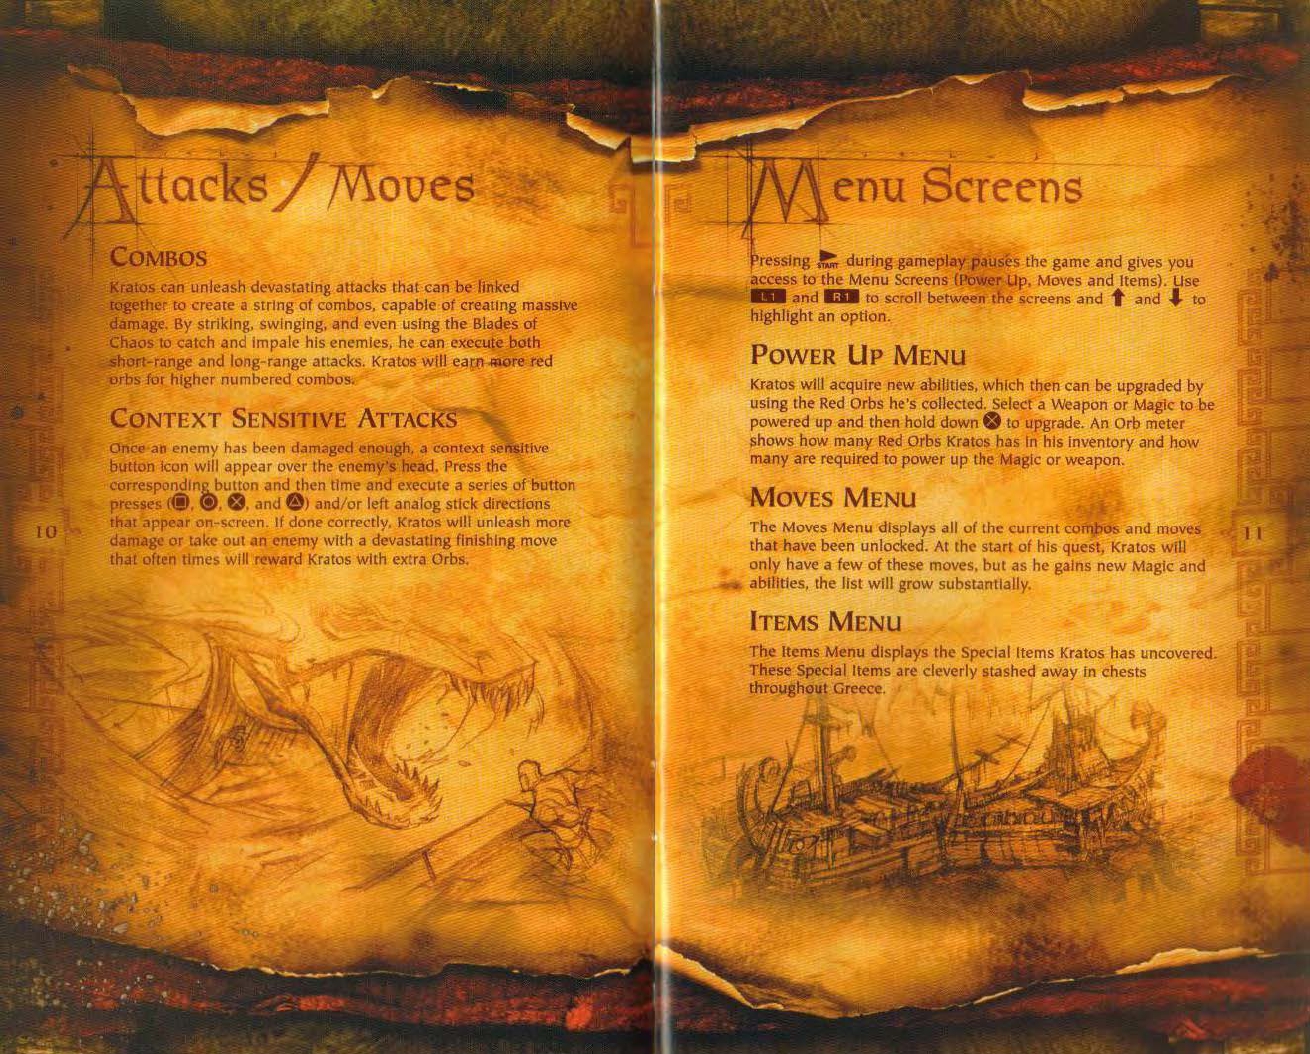 Attacks / Moves
COMBOS
Kratos can unleash devastating attacks that can be linked
together to create a string of combos, capable of creating massive
damage. By striking, swinging, and even using the Blades of
Chaos to catch and impale his enemies, he can execute both
short-range and long-range attacks. Kratos will earn more red
orbs for higher numbered combos.
CONTEXT SENSITIVE ATTACKS
Once an enemy has been damaged enough, a context sensitive
button icon will appear over the enemy's head. Press the
corresponding button and then time and execute a series of button
presses (□, ○, ✕, and △) and/or left analog stick directions
that appear on-screen. If done correctly, Kratos will unleash more
damage or take out an enemy with a devastating finishing move
that often times will reward Kratos with extra Orbs.
10
Menu Screens
Pressing START during gameplay pauses the game and gives you
access to the Menu Screens (Power Up, Moves and Items). Use
L1 and R1 to scroll between the screens and ⬆ and ⬇ to
highlight an option.
POWER UP MENU
Kratos will acquire new abilities, which then can be upgraded by
using the Red Orbs he's collected. Select a Weapon or Magic to be
powered up and then hold down ✕ to upgrade. An Orb meter
shows how many Red Orbs Kratos has in his inventory and how
many are required to power up the Magic or weapon.
MOVES MENU
The Moves Menu displays all of the current combos and moves
that have been unlocked. At the start of his quest, Kratos will
only have a few of these moves, but as he gains new Magic and
abilities, the list will grow substantially.
ITEMS MENU
The Items Menu displays the Special Items Kratos has uncovered.
These Special Items are cleverly stashed away in chests
throughout Greece.
11